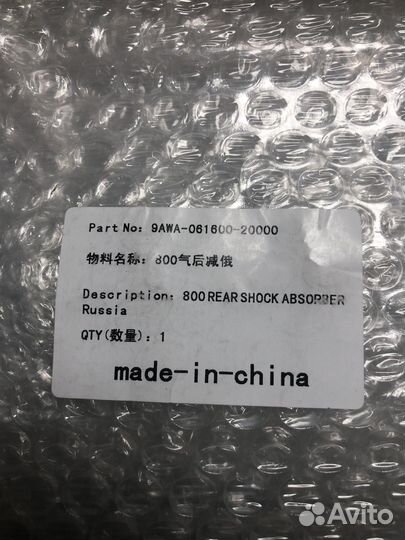 Part No: 9AWA-061600-20000
物料名称: 800气后减俄
Description: 800 REAR SHOCK ABSORBER
Russia
QTY(数量): 1
made-in-china
Avito